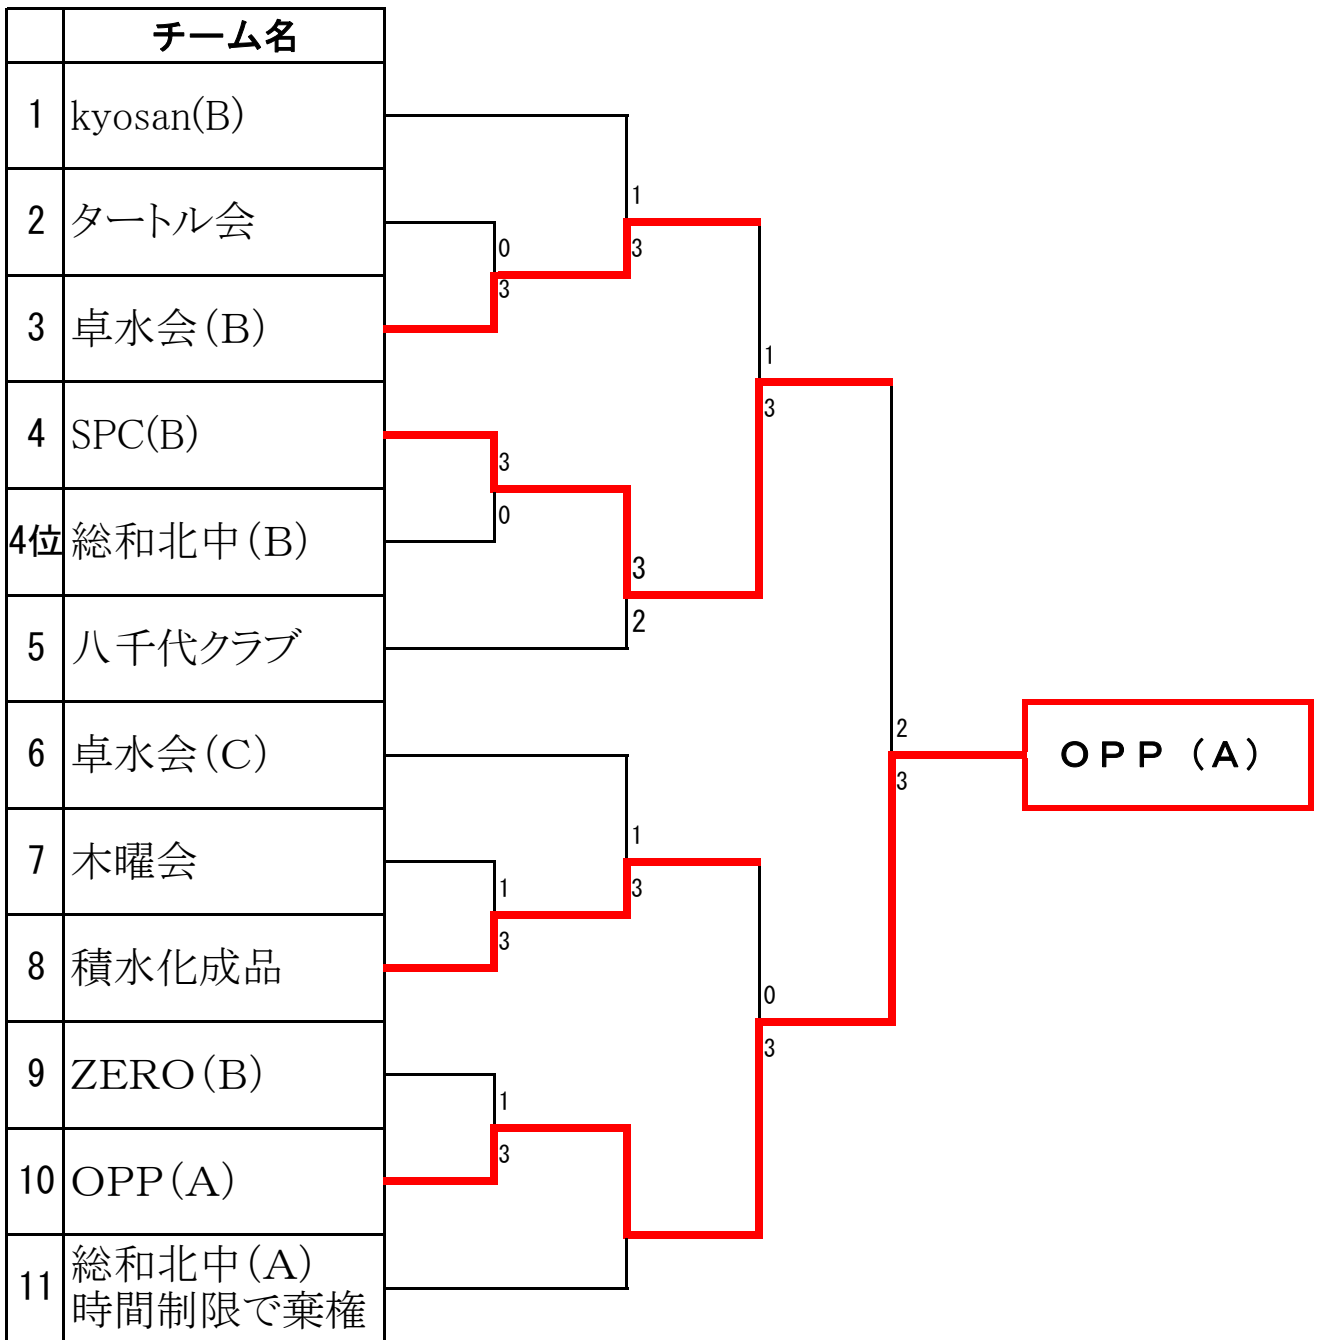 チーム名
1 kyosan(B)
2 タートル会
3 卓水会(B)
4 SPC(B)
4位 総和北中(B)
5 八千代クラブ
6 卓水会(C)
7 木曜会
8 積水化成品
9 ZERO(B)
10 OPP(A)
11 総和北中(A)
時間制限で棄権
0
3
3
0
1
3
1
3
1
3
3
2
1
3
1
3
0
3
2
3
OPP (A)